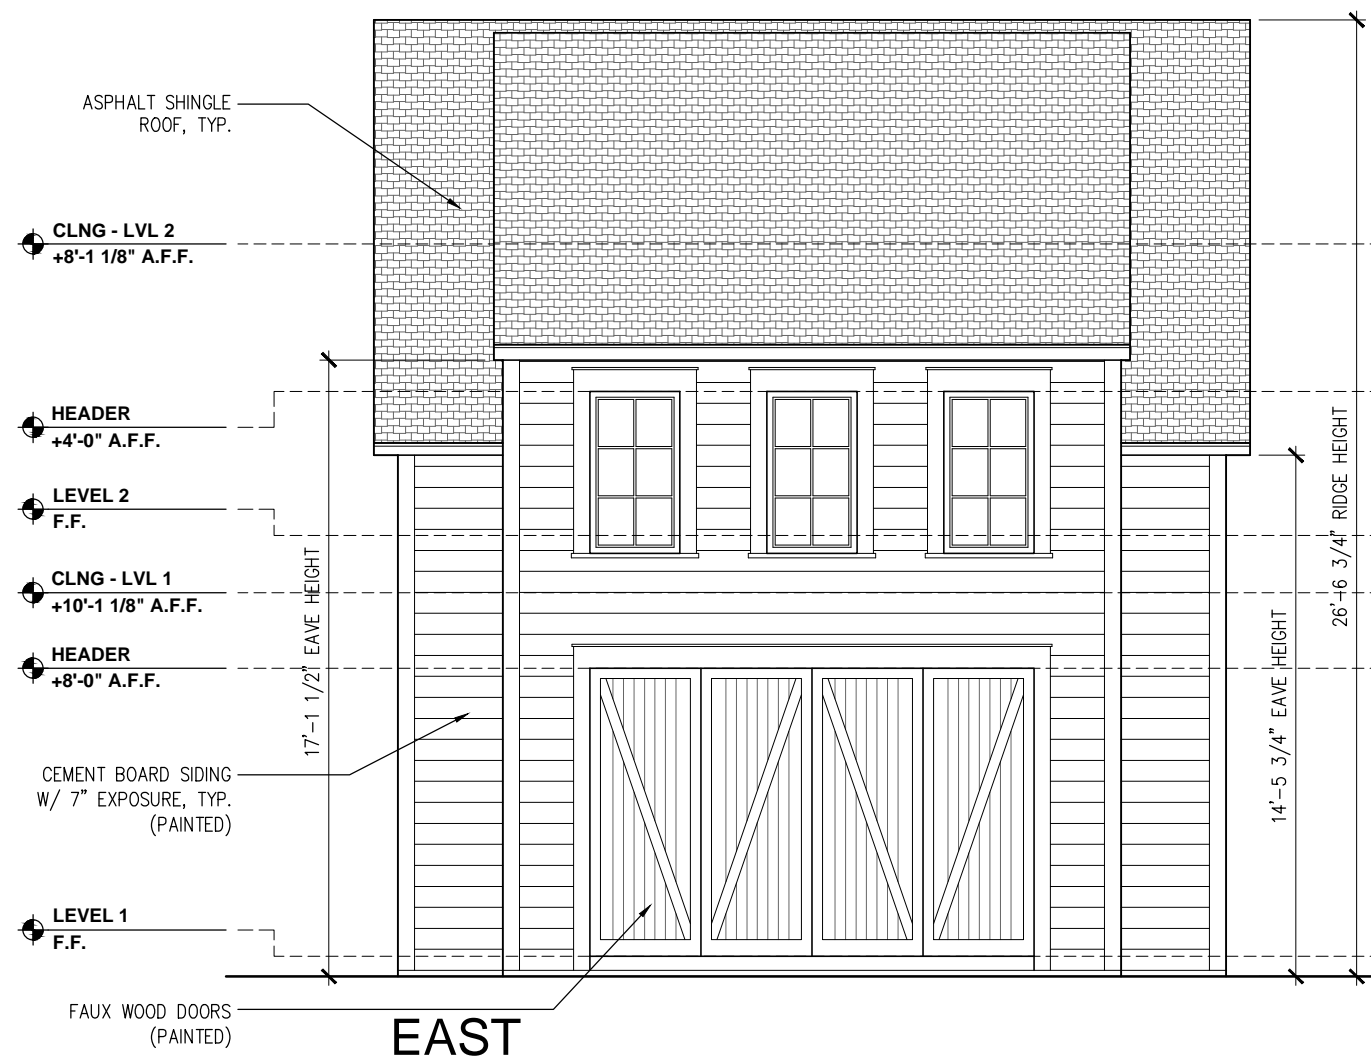 ASPHALT SHINGLE
ROOF, TYP.
CLNG - LVL 2
+8'-1 1/8" A.F.F.
HEADER
+4'-0" A.F.F.
LEVEL 2
F.F.
CLNG - LVL 1
+10'-1 1/8" A.F.F.
HEADER
+8'-0" A.F.F.
CEMENT BOARD SIDING
W/ 7" EXPOSURE, TYP.
(PAINTED)
LEVEL 1
F.F.
FAUX WOOD DOORS
(PAINTED)
17'-1 1/2" EAVE HEIGHT
14'-5 3/4" EAVE HEIGHT
26'-6 3/4" RIDGE HEIGHT
EAST